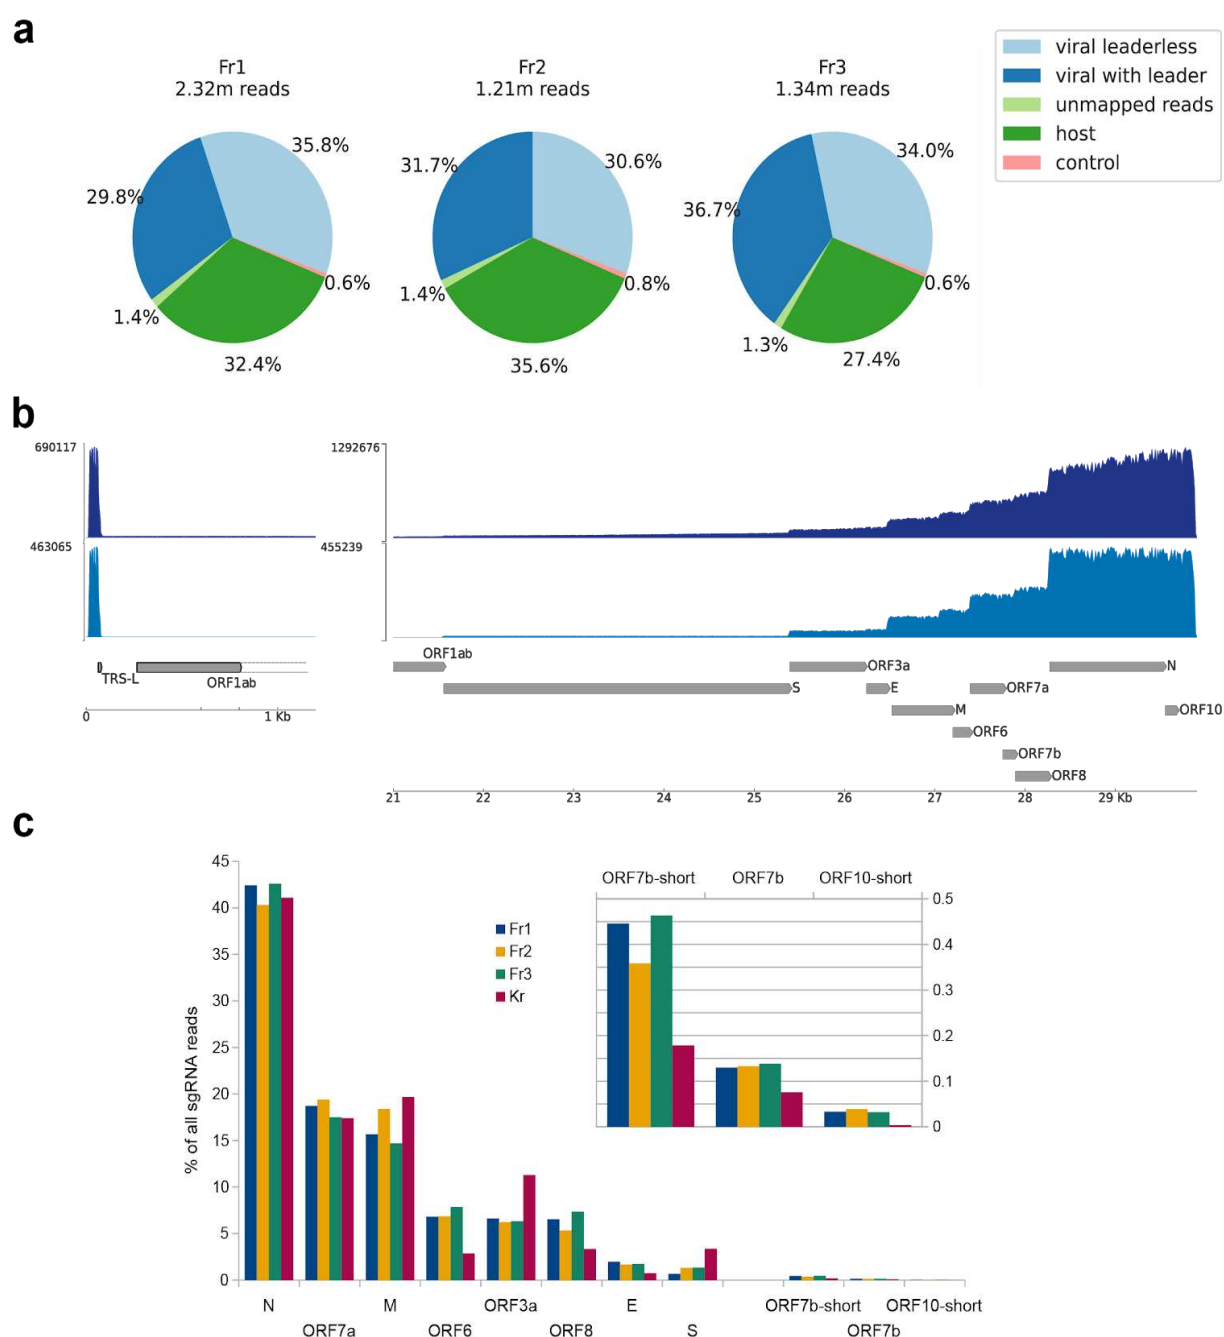 a
Fr1
2.32m reads
35.8%
29.8%
1.4%
32.4%
0.6%
Fr2
1.21m reads
30.6%
31.7%
1.4%
35.6%
0.8%
Fr3
1.34m reads
34.0%
36.7%
1.3%
27.4%
0.6%
viral leaderless
viral with leader
unmapped reads
host
control
b
690117
463065
TRS-L
ORF1ab
0 1 Kb
1292676
455239
ORF1ab
ORF3a
N
S
E
ORF7a
M
ORF10
ORF6
ORF7b
ORF8
21 22 23 24 25 26 27 28 29 Kb
c
% of all sgRNA reads
45
40
35
30
25
20
15
10
5
0
Fr1
Fr2
Fr3
Kr
ORF7b-short ORF7b ORF10-short
0.5
0.4
0.3
0.2
0.1
0
N M ORF3a E ORF7b-short ORF10-short
ORF7a ORF6 ORF8 S ORF7b